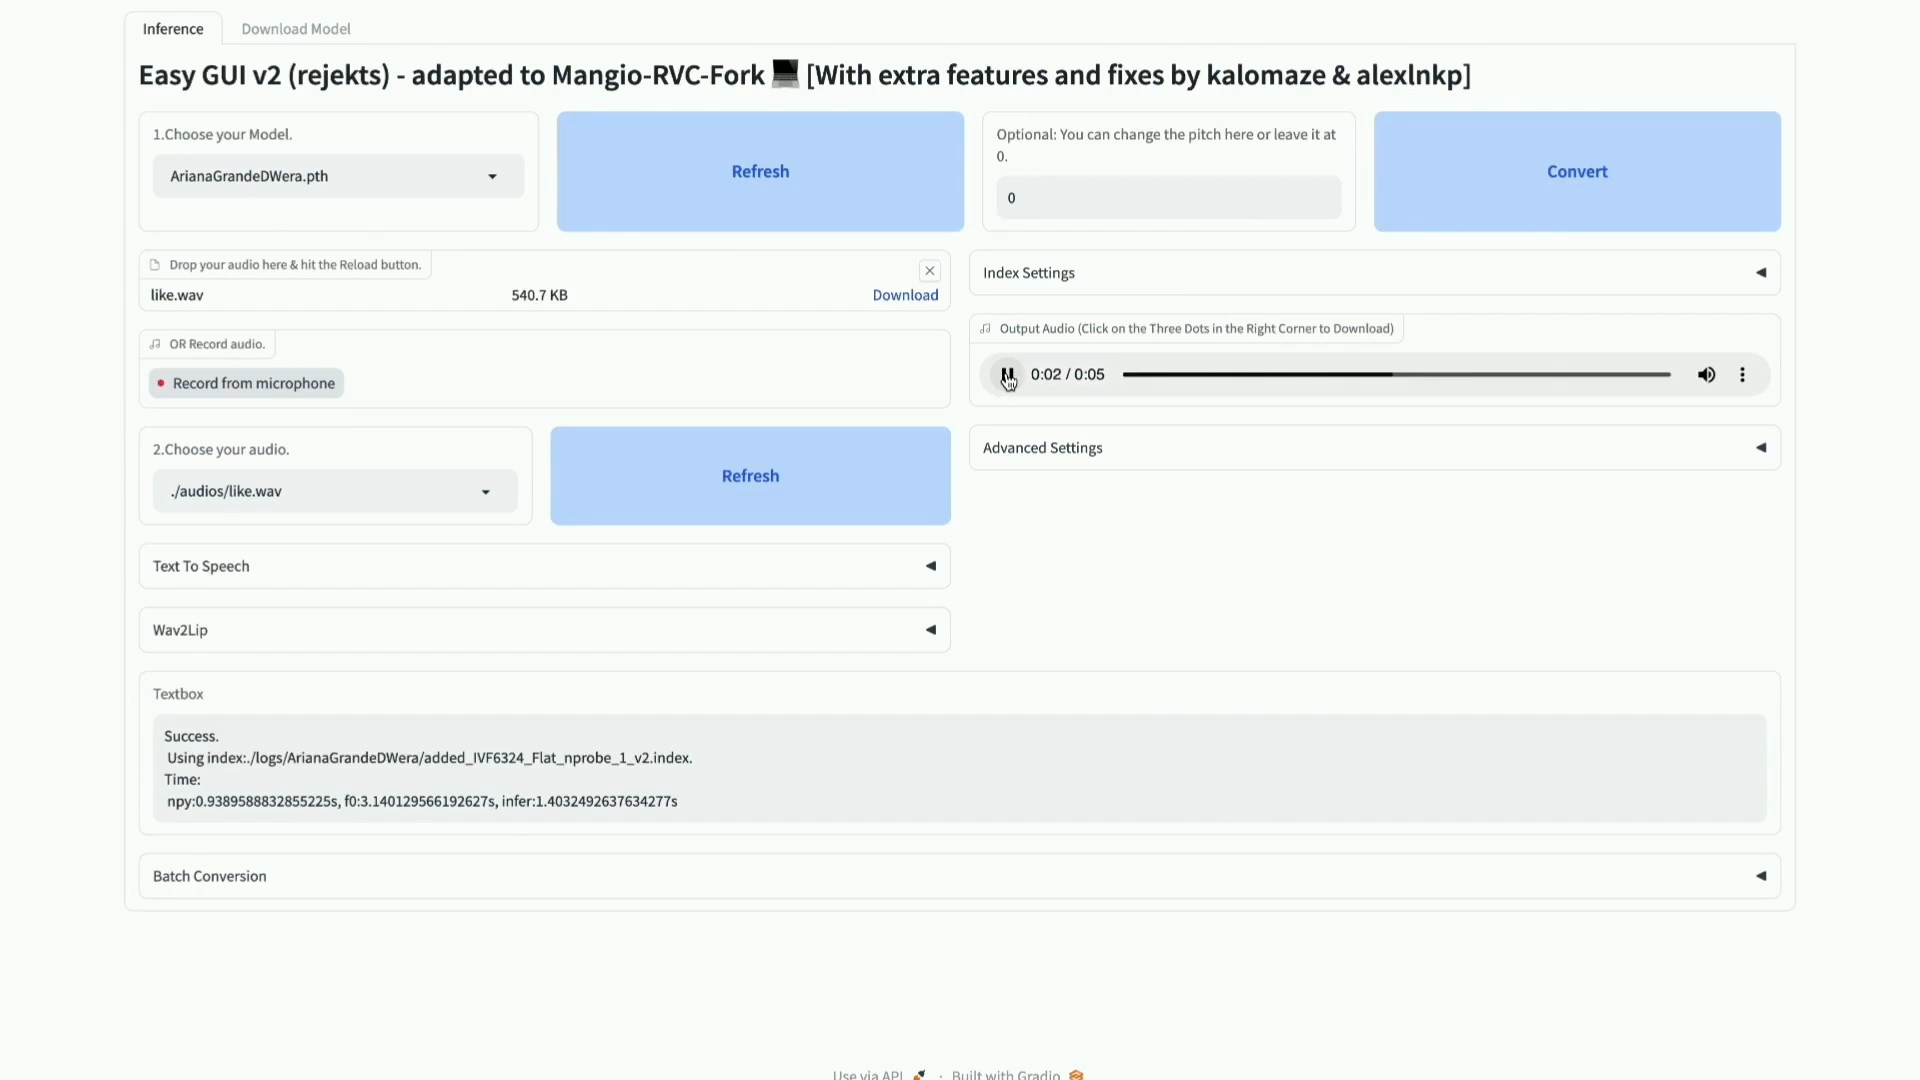 Inference
Download Model
Easy GUI v2 (rejekts) - adapted to Mangio-RVC-Fork 💻 [With extra features and fixes by kalomaze & alexlnkp]
1.Choose your Model.
ArianaGrandeDWera.pth
Refresh
Optional: You can change the pitch here or leave it at
0.
0
Convert
Drop your audio here & hit the Reload button.
like.wav
540.7 KB
Download
OR Record audio.
Record from microphone
2.Choose your audio.
./audios/like.wav
Refresh
Index Settings
Output Audio (Click on the Three Dots in the Right Corner to Download)
0:02 / 0:05
Advanced Settings
Text To Speech
Wav2Lip
Textbox
Success.
Using index:./logs/ArianaGrandeDWera/added_IVF6324_Flat_nprobe_1_v2.index.
Time:
npy:0.9389588832855225s, f0:3.140129566192627s, infer:1.4032492637634277s
Batch Conversion
Use via API · Built with Gradio